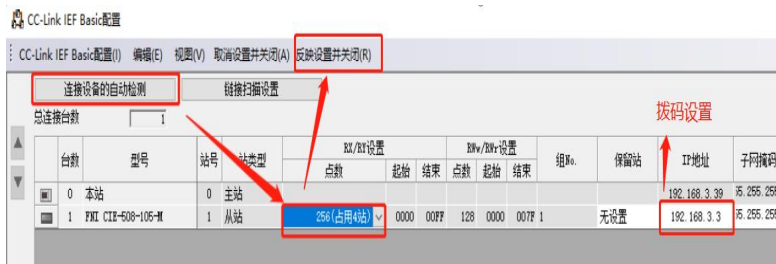 CC-Link IEF Basic配置
CC-Link IEF Basic配置(I) 编辑(E) 视图(V) 取消设置并关闭(A) 反映设置并关闭(R)
连接设备的自动检测 链接扫描设置
总连接台数 1
拨码设置
台数 型号 站号 站类型 RX/RY设置 RWw/RWr设置 组No. 保留站 IP地址 子网掩码
点数 起始 结束 点数 起始 结束
0 本站 0 主站 192.168.3.39 55.255.255
1 FNI CIE-508-105-M 1 从站 256(占用4站) 0000 00FF 128 0000 007F 1 无设置 192.168.3.3 55.255.255